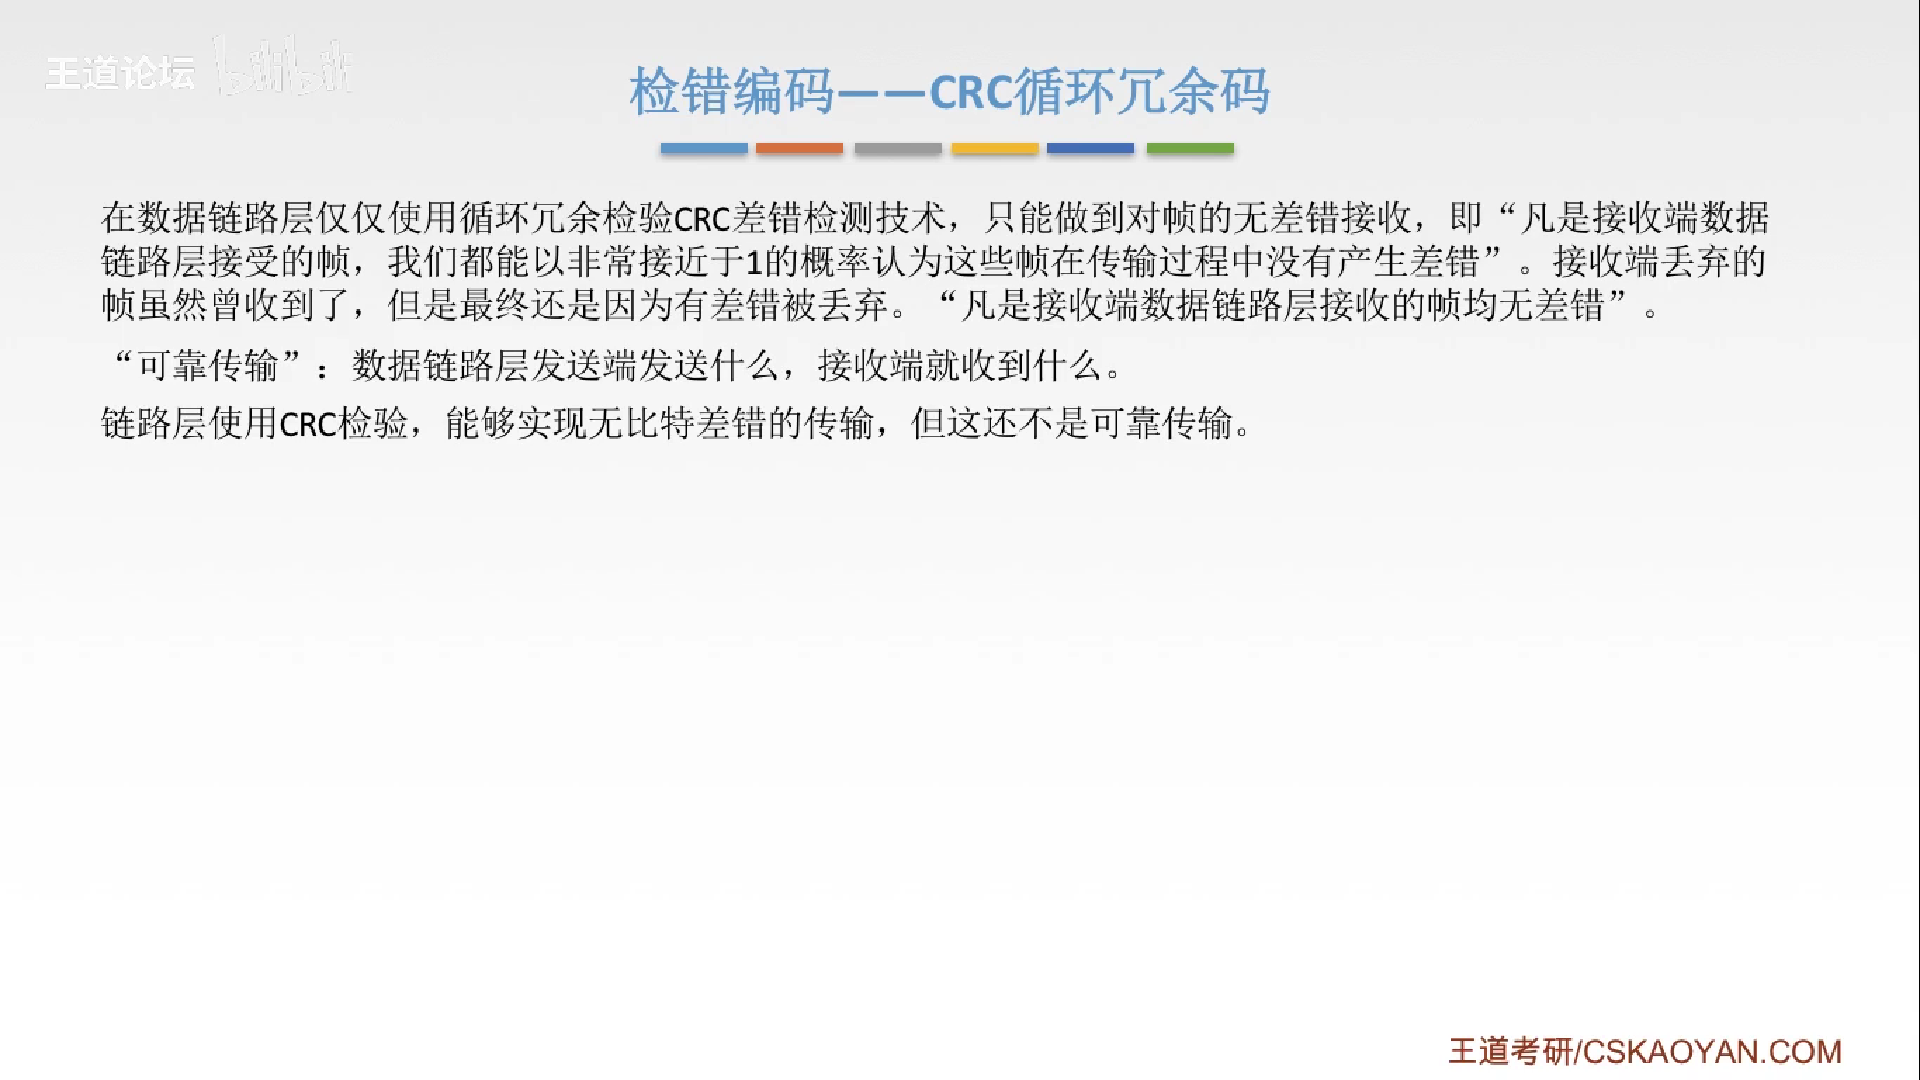 王道论坛 bilibili
检错编码——CRC循环冗余码
在数据链路层仅仅使用循环冗余检验CRC差错检测技术，只能做到对帧的无差错接收，即“凡是接收端数据
链路层接受的帧，我们都能以非常接近于1的概率认为这些帧在传输过程中没有产生差错”。接收端丢弃的
帧虽然曾收到了，但是最终还是因为有差错被丢弃。“凡是接收端数据链路层接收的帧均无差错”。
“可靠传输”：数据链路层发送端发送什么，接收端就收到什么。
链路层使用CRC检验，能够实现无比特差错的传输，但这还不是可靠传输。
王道考研/CSKAOYAN.COM